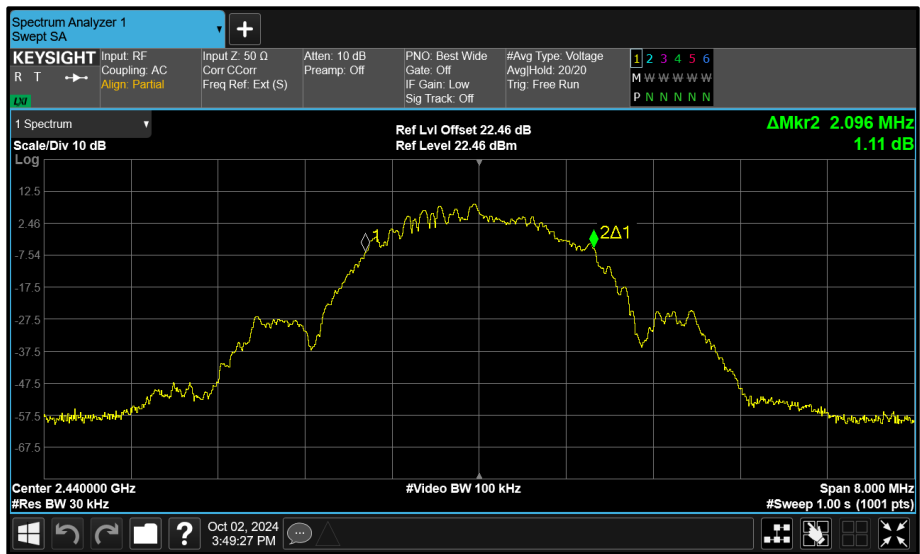 Spectrum Analyzer 1
Swept SA
KEYSIGHT
R T
LXI
Input: RF
Coupling: AC
Align: Partial
Input Z: 50 Ω
Corr CCorr
Freq Ref: Ext (S)
Atten: 10 dB
Preamp: Off
PNO: Best Wide
Gate: Off
IF Gain: Low
Sig Track: Off
#Avg Type: Voltage
Avg|Hold: 20/20
Trig: Free Run
1 2 3 4 5 6
M W W W W W
P N N N N N
1 Spectrum
Scale/Div 10 dB
Log
Ref Lvl Offset 22.46 dB
Ref Level 22.46 dBm
ΔMkr2 2.096 MHz
1.11 dB
12.5
2.46
-7.54
-17.5
-27.5
-37.5
-47.5
-57.5
-67.5
1
2Δ1
Center 2.440000 GHz
#Res BW 30 kHz
#Video BW 100 kHz
Span 8.000 MHz
#Sweep 1.00 s (1001 pts)
?
Oct 02, 2024
3:49:27 PM